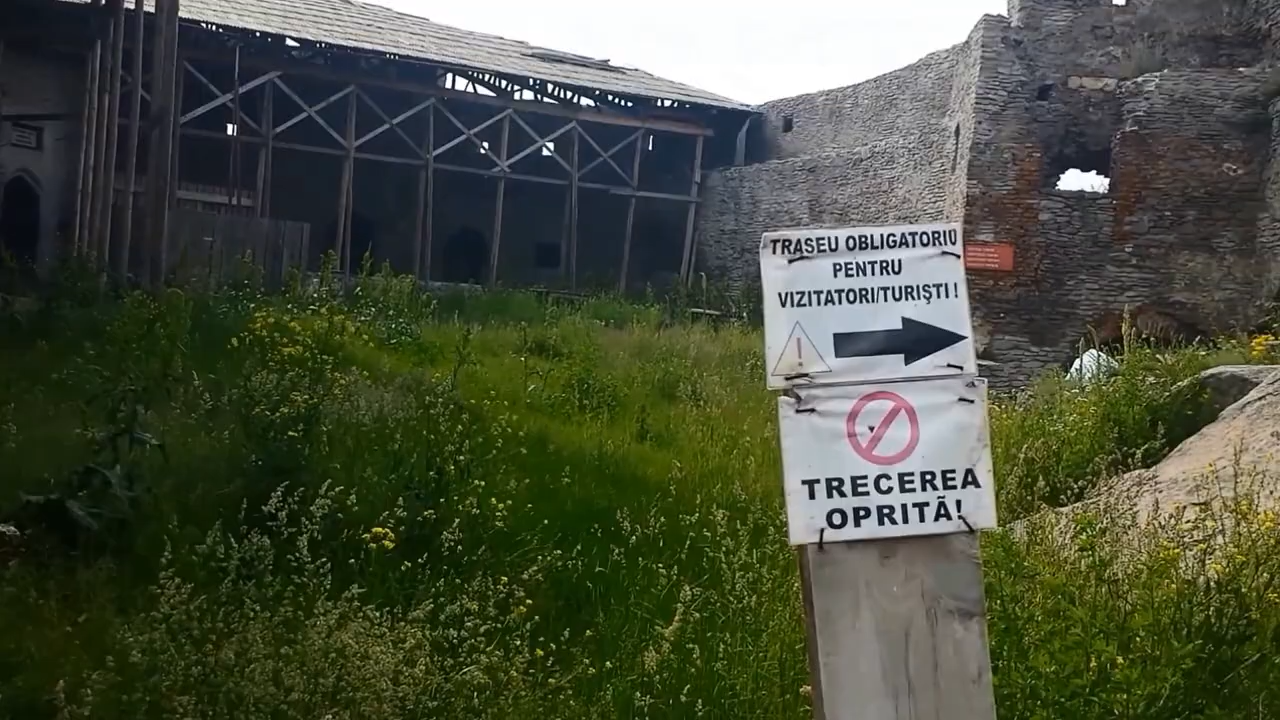 TRASEU OBLIGATORIU
PENTRU
VIZITATORI/TURIŞTI !
!
TRECEREA
OPRITĂ!